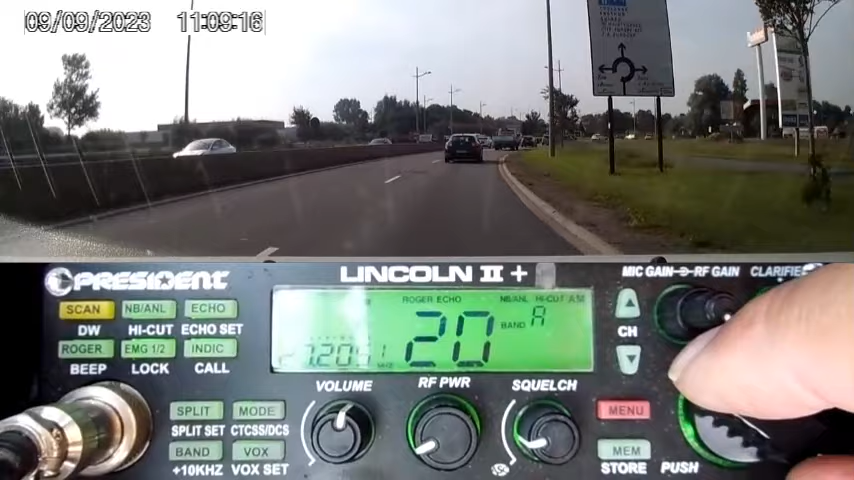 09/09/2023 11:09:16
PRESIDENT LINCOLN II + MIC GAIN RF GAIN CLARIFIE
SCAN NB/ANL ECHO
DW HI-CUT ECHO SET
ROGER EMG 1/2 INDIC
BEEP LOCK CALL
ROGER ECHO NB/ANL HI-CUT AM
20 BAND A
CH
VOLUME RF PWR SQUELCH
SPLIT MODE
SPLIT SET CTCSS/DCS
BAND VOX
+10KHZ VOX SET
MENU
MEM
STORE PUSH